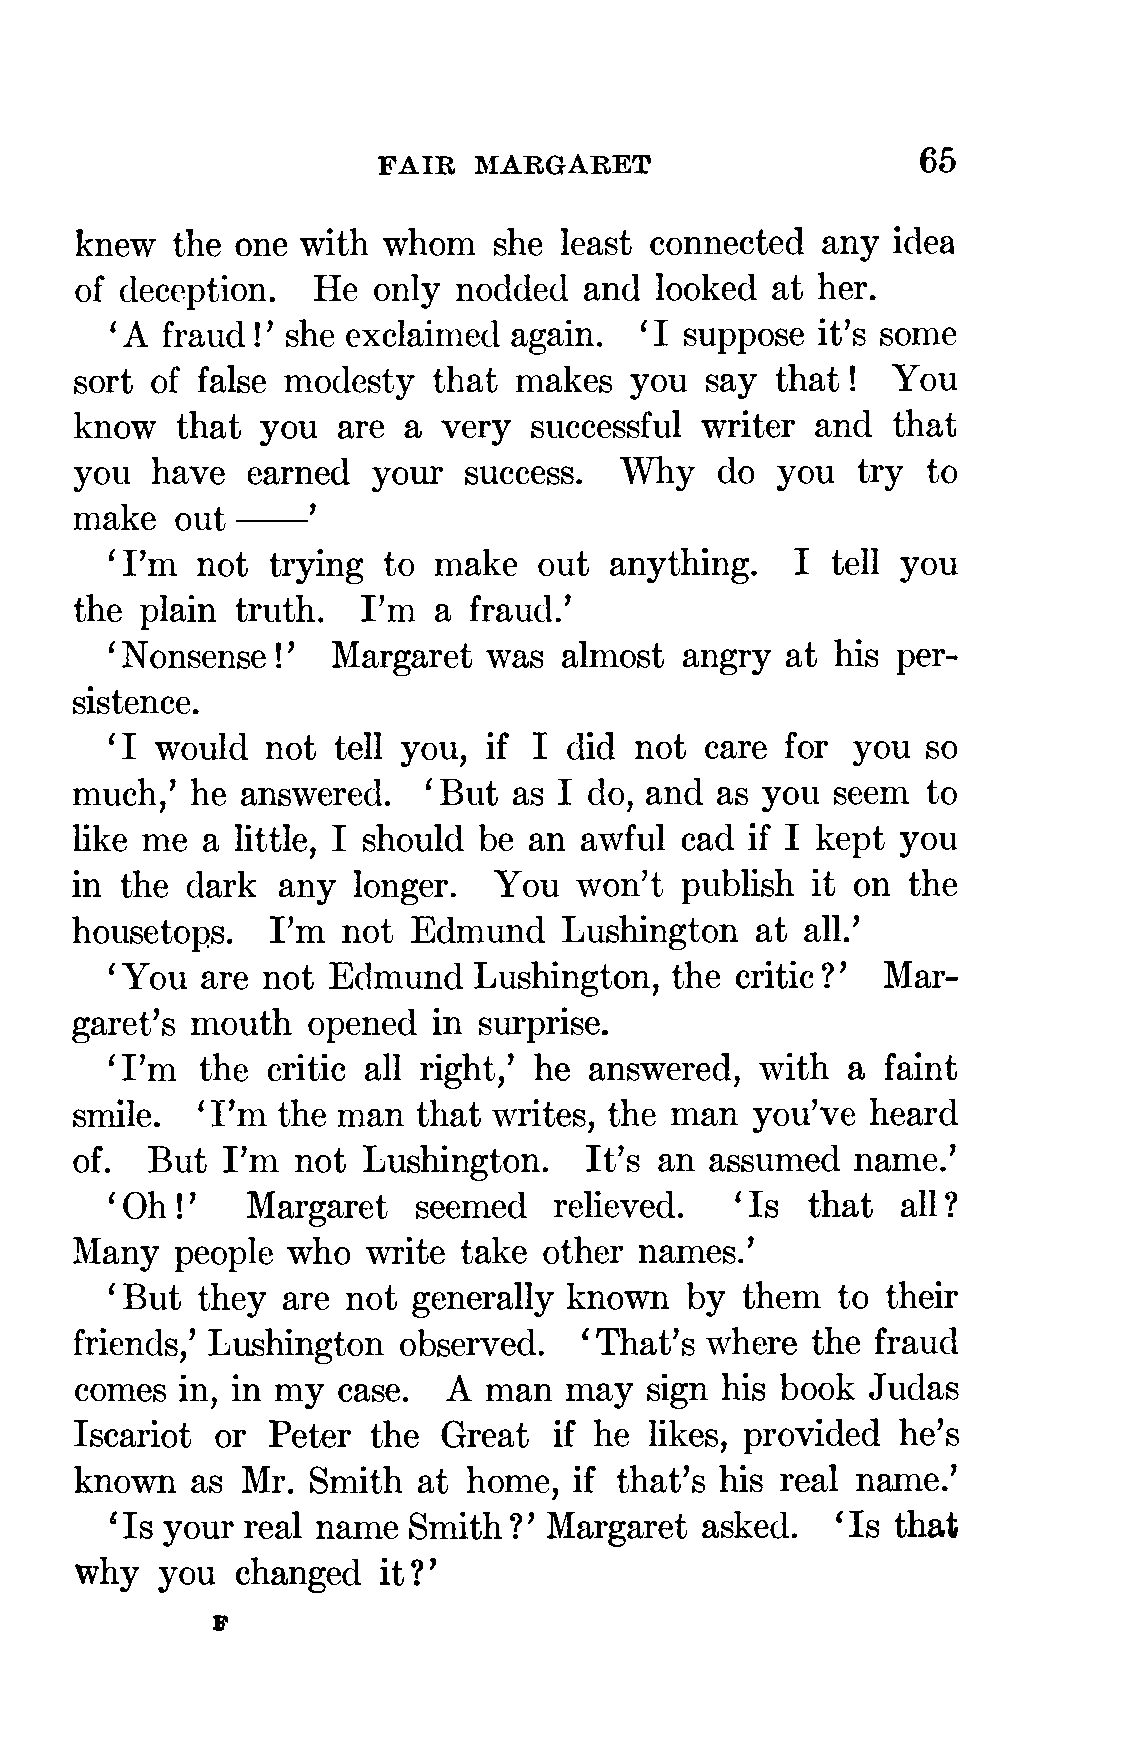 FAIR MARGARET 65
knew the one with whom she least connected any idea
of deception. He only nodded and looked at her.
‘A fraud!’ she exclaimed again. ‘I suppose it’s some
sort of false modesty that makes you say that! You
know that you are a very successful writer and that
you have earned your success. Why do you try to
make out ——’
‘I’m not trying to make out anything. I tell you
the plain truth. I’m a fraud.’
‘Nonsense!’ Margaret was almost angry at his per-
sistence.
‘I would not tell you, if I did not care for you so
much,’ he answered. ‘But as I do, and as you seem to
like me a little, I should be an awful cad if I kept you
in the dark any longer. You won’t publish it on the
housetops. I’m not Edmund Lushington at all.’
‘You are not Edmund Lushington, the critic?’ Mar-
garet’s mouth opened in surprise.
‘I’m the critic all right,’ he answered, with a faint
smile. ‘I’m the man that writes, the man you’ve heard
of. But I’m not Lushington. It’s an assumed name.’
‘Oh!’ Margaret seemed relieved. ‘Is that all?
Many people who write take other names.’
‘But they are not generally known by them to their
friends,’ Lushington observed. ‘That’s where the fraud
comes in, in my case. A man may sign his book Judas
Iscariot or Peter the Great if he likes, provided he’s
known as Mr. Smith at home, if that’s his real name.’
‘Is your real name Smith?’ Margaret asked. ‘Is that
why you changed it?’
F